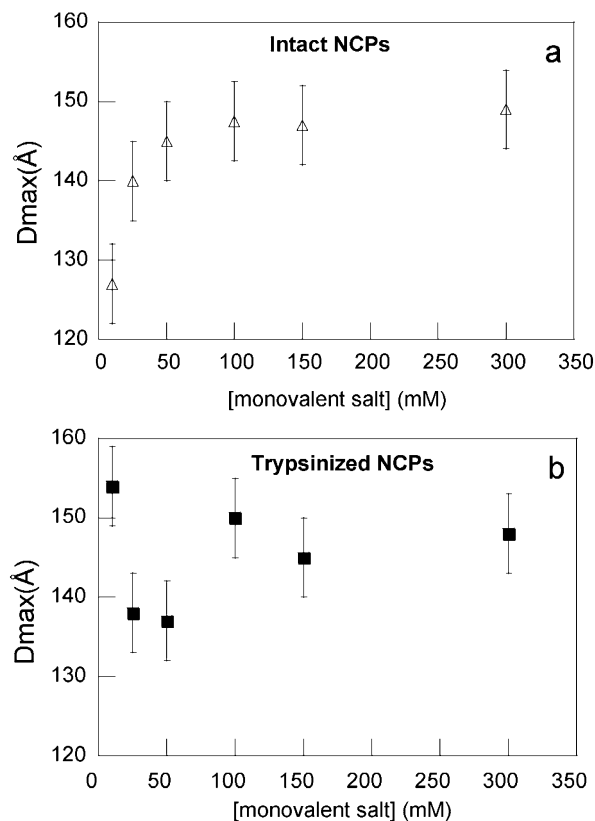 160
Intact NCPs
a
150
140
Dmax(Å)
130
120
0 50 100 150 200 250 300 350
[monovalent salt] (mM)
160
Trypsinized NCPs
b
150
140
Dmax(Å)
130
120
0 50 100 150 200 250 300 350
[monovalent salt] (mM)